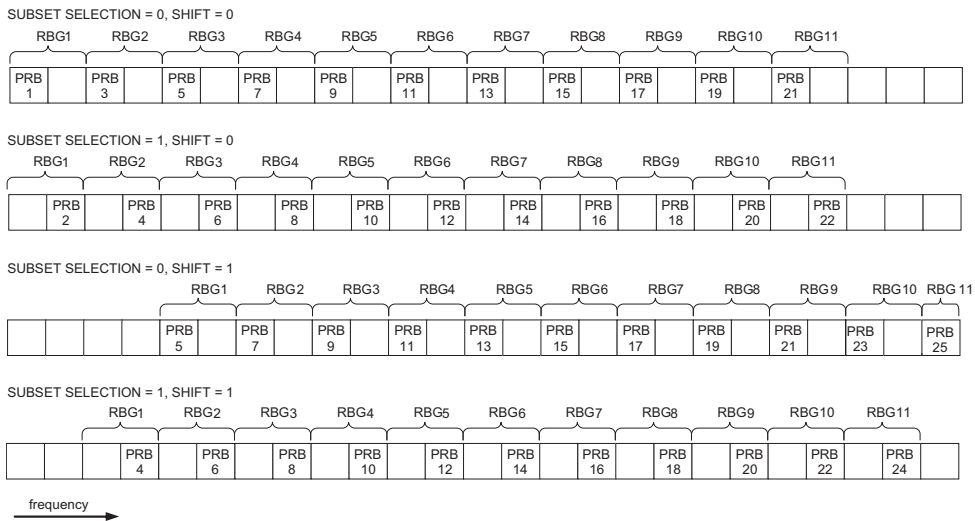 SUBSET SELECTION = 0, SHIFT = 0
RBG1 RBG2 RBG3 RBG4 RBG5 RBG6 RBG7 RBG8 RBG9 RBG10 RBG11
PRB PRB PRB PRB PRB PRB PRB PRB PRB PRB PRB
1 3 5 7 9 11 13 15 17 19 21
SUBSET SELECTION = 1, SHIFT = 0
RBG1 RBG2 RBG3 RBG4 RBG5 RBG6 RBG7 RBG8 RBG9 RBG10 RBG11
PRB PRB PRB PRB PRB PRB PRB PRB PRB PRB PRB
2 4 6 8 10 12 14 16 18 20 22
SUBSET SELECTION = 0, SHIFT = 1
RBG1 RBG2 RBG3 RBG4 RBG5 RBG6 RBG7 RBG8 RBG9 RBG10 RBG 11
PRB PRB PRB PRB PRB PRB PRB PRB PRB PRB PRB
5 7 9 11 13 15 17 19 21 23 25
SUBSET SELECTION = 1, SHIFT = 1
RBG1 RBG2 RBG3 RBG4 RBG5 RBG6 RBG7 RBG8 RBG9 RBG10 RBG11
PRB PRB PRB PRB PRB PRB PRB PRB PRB PRB PRB
4 6 8 10 12 14 16 18 20 22 24
frequency